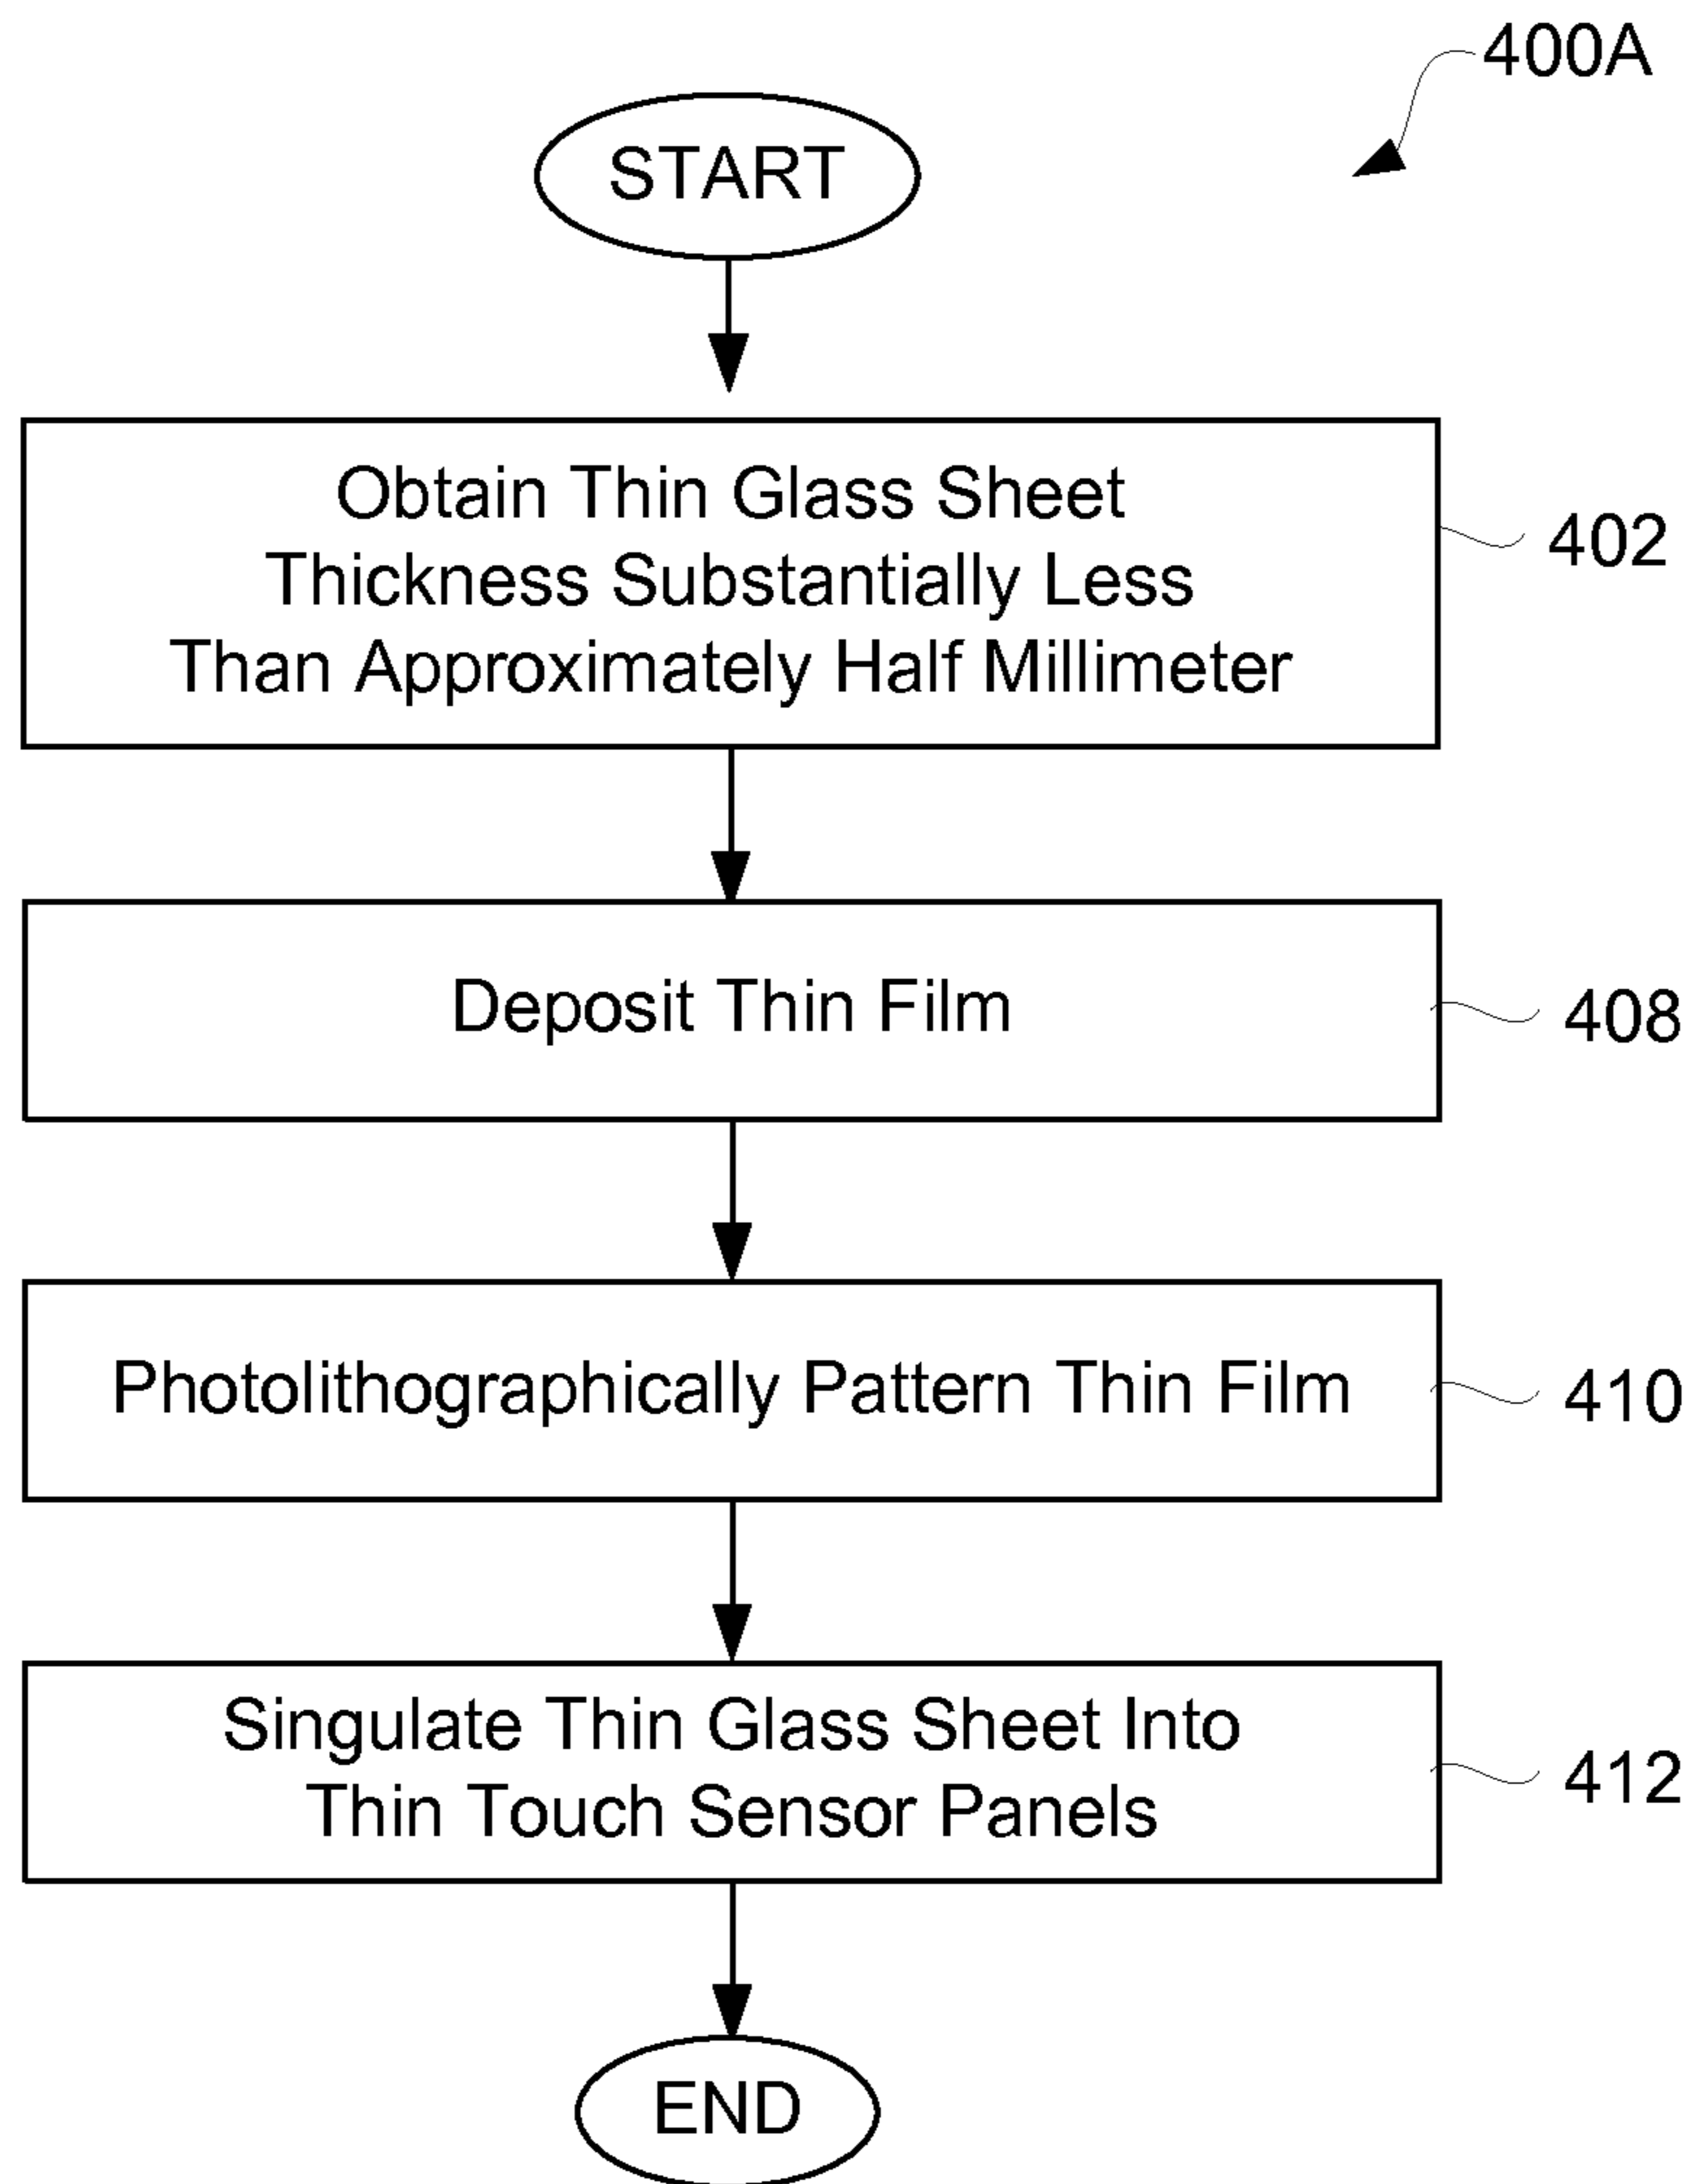 400A
START
Obtain Thin Glass Sheet
Thickness Substantially Less
Than Approximately Half Millimeter
402
Deposit Thin Film
408
Photolithographically Pattern Thin Film
410
Singulate Thin Glass Sheet Into
Thin Touch Sensor Panels
412
END